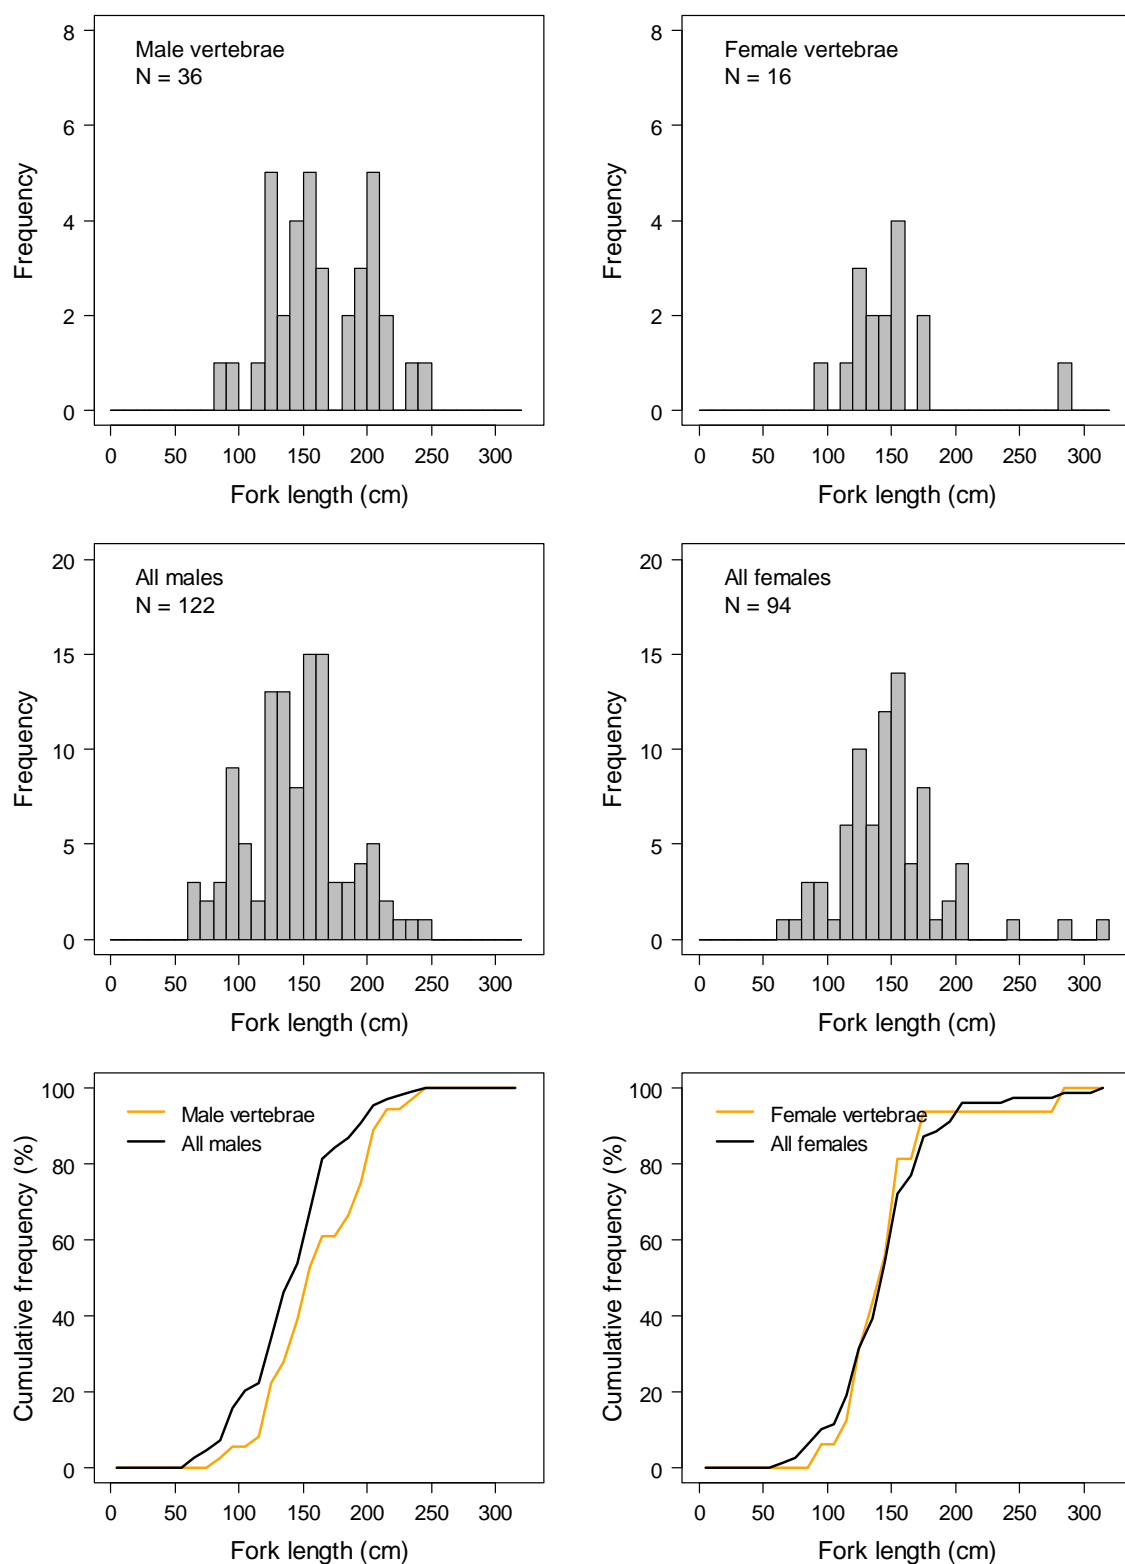 Male vertebrae
N = 36
8
6
4
2
0
Frequency
0 50 100 150 200 250 300
Fork length (cm)
Female vertebrae
N = 16
8
6
4
2
0
Frequency
0 50 100 150 200 250 300
Fork length (cm)
All males
N = 122
20
15
10
5
0
Frequency
0 50 100 150 200 250 300
Fork length (cm)
All females
N = 94
20
15
10
5
0
Frequency
0 50 100 150 200 250 300
Fork length (cm)
Male vertebrae
All males
100
80
60
40
20
0
Cumulative frequency (%)
0 50 100 150 200 250 300
Fork length (cm)
Female vertebrae
All females
100
80
60
40
20
0
Cumulative frequency (%)
0 50 100 150 200 250 300
Fork length (cm)